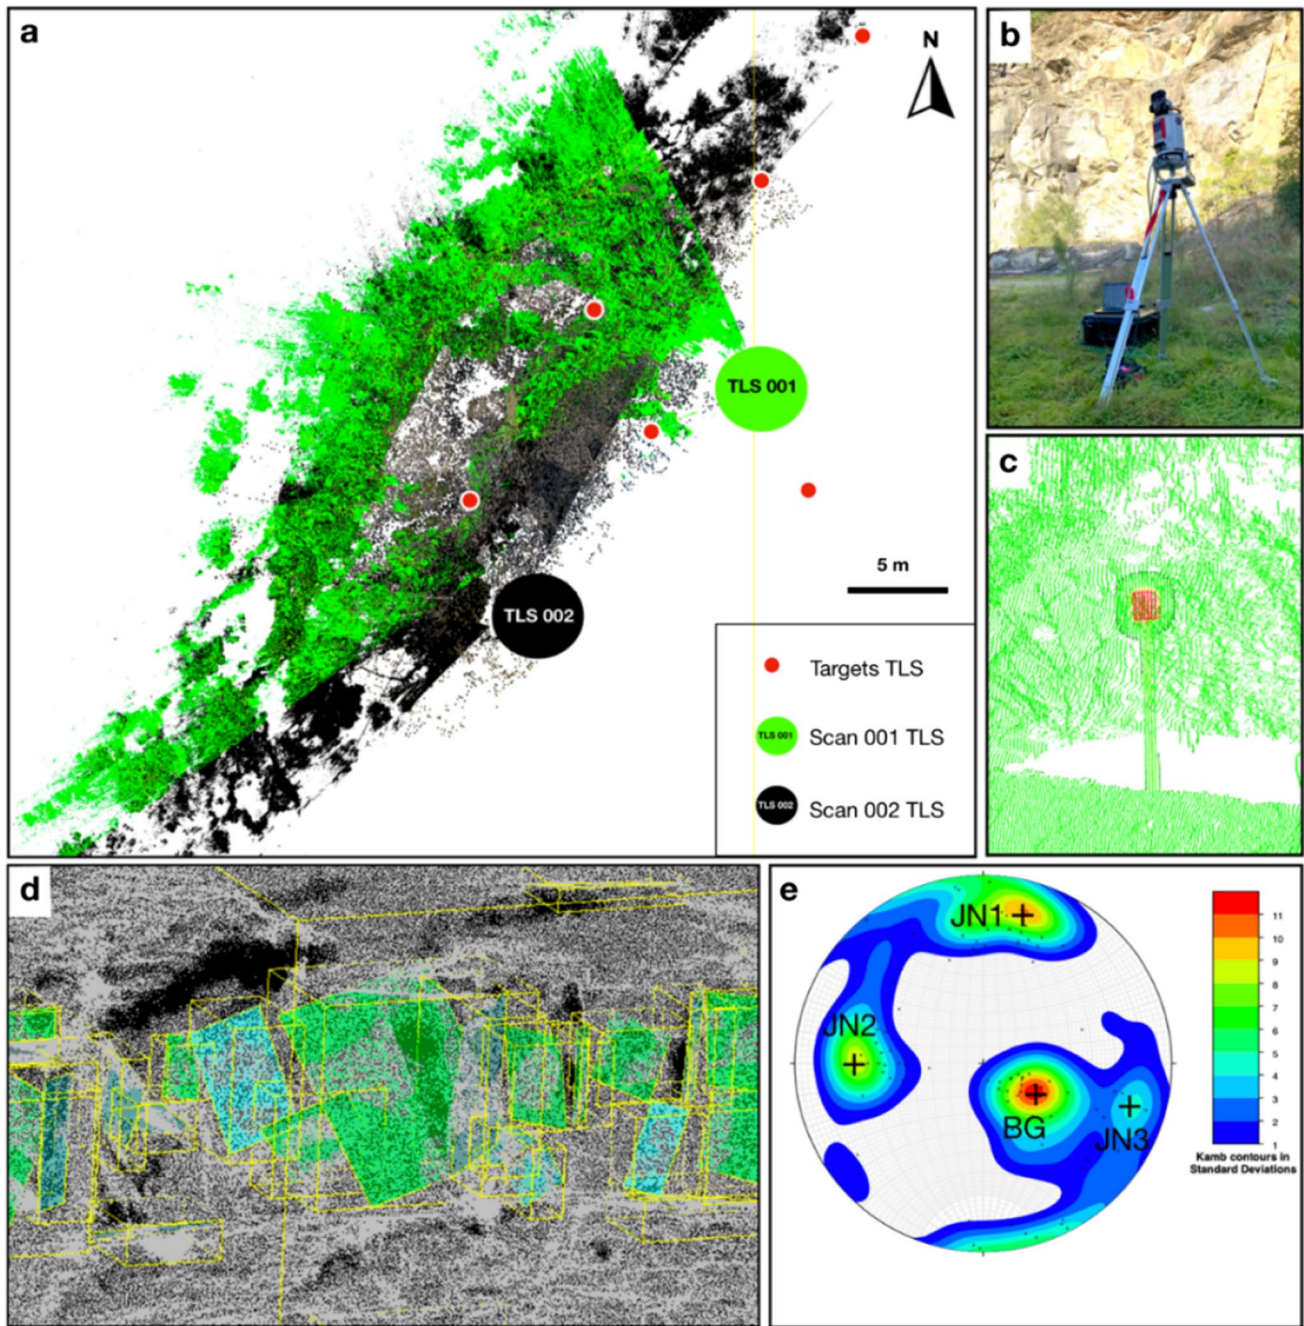 a
N
TLS 001
5 m
TLS 002
Targets TLS
TLS 001
Scan 001 TLS
TLS 002
Scan 002 TLS
b
c
d
e
JN1
JN2
BG
JN3
11
10
9
8
7
6
5
4
3
2
1
Kamb contours in
Standard Deviations